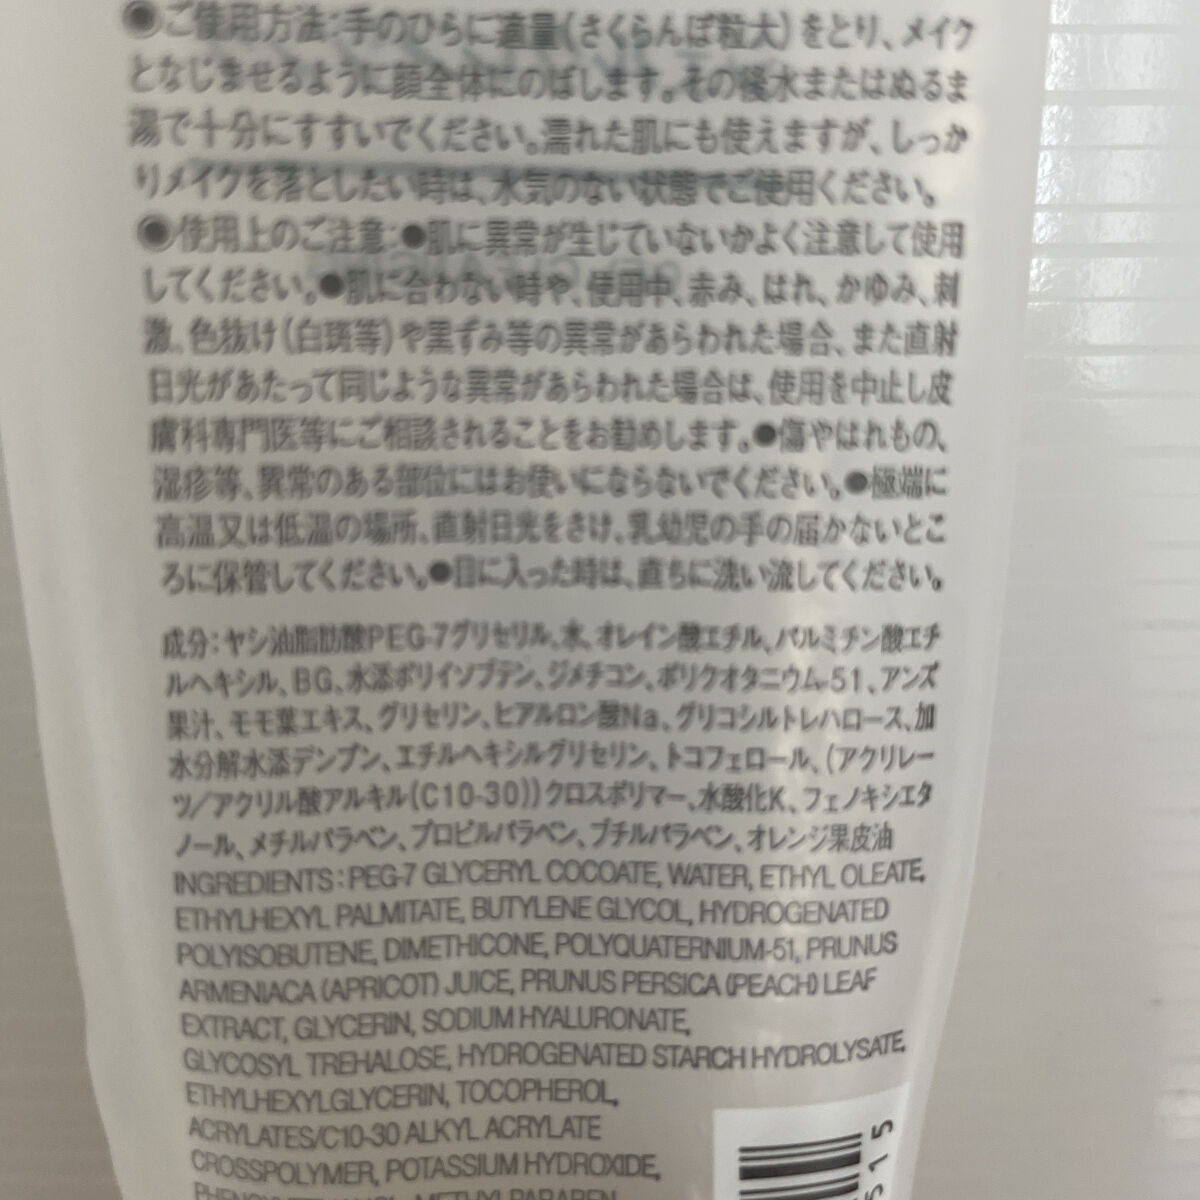 ◉ご使用方法:手のひらに適量(さくらんぼ粒大)をとり、メイク
となじませるように顔全体にのばします。その後水またはぬるま
湯で十分にすすいでください。濡れた肌にも使えますが、しっか
りメイクを落としたい時は、水気のない状態でご使用ください。
◉使用上のご注意:●肌に異常が生じていないかよく注意して使用
してください。●肌に合わない時や、使用中、赤み、はれ、かゆみ、刺
激、色抜け(白斑等)や黒ずみ等の異常があらわれた場合、また直射
日光があたって同じような異常があらわれた場合は、使用を中止し皮
膚科専門医等にご相談されることをお勧めします。●傷やはれもの、
湿疹等、異常のある部位にはお使いにならないでください。●極端に
高温又は低温の場所、直射日光をさけ、乳幼児の手の届かないとこ
ろに保管してください。●目に入った時は、直ちに洗い流してください。
成分:ヤシ油脂肪酸PEG-7グリセリル、水、オレイン酸エチル、パルミチン酸エチ
ルヘキシル、BG、水添ポリイソブテン、ジメチコン、ポリクオタニウム-51、アンズ
果汁、モモ葉エキス、グリセリン、ヒアルロン酸Na、グリコシルトレハロース、加
水分解水添デンプン、エチルヘキシルグリセリン、トコフェロール、(アクリレー
ツ/アクリル酸アルキル(C10-30))クロスポリマー、水酸化K、フェノキシエタ
ノール、メチルパラベン、プロピルパラベン、ブチルパラベン、オレンジ果皮油
INGREDIENTS:PEG-7 GLYCERYL COCOATE, WATER, ETHYL OLEATE,
ETHYLHEXYL PALMITATE, BUTYLENE GLYCOL, HYDROGENATED
POLYISOBUTENE, DIMETHICONE, POLYQUATERNIUM-51, PRUNUS
ARMENIACA (APRICOT) JUICE, PRUNUS PERSICA (PEACH) LEAF
EXTRACT, GLYCERIN, SODIUM HYALURONATE,
GLYCOSYL TREHALOSE, HYDROGENATED STARCH HYDROLYSATE,
ETHYLHEXYLGLYCERIN, TOCOPHEROL,
ACRYLATES/C10-30 ALKYL ACRYLATE
CROSSPOLYMER, POTASSIUM HYDROXIDE,
METHYL PARABEN
515